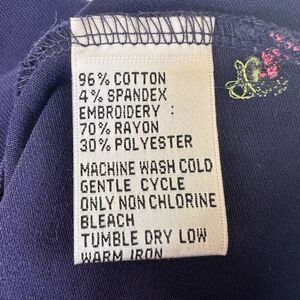 96% COTTON
4% SPANDEX
EMBROIDERY :
70% RAYON
30% POLYESTER
MACHINE WASH COLD
GENTLE CYCLE
ONLY NON CHLORINE
BLEACH
TUMBLE DRY LOW
WARM IRON